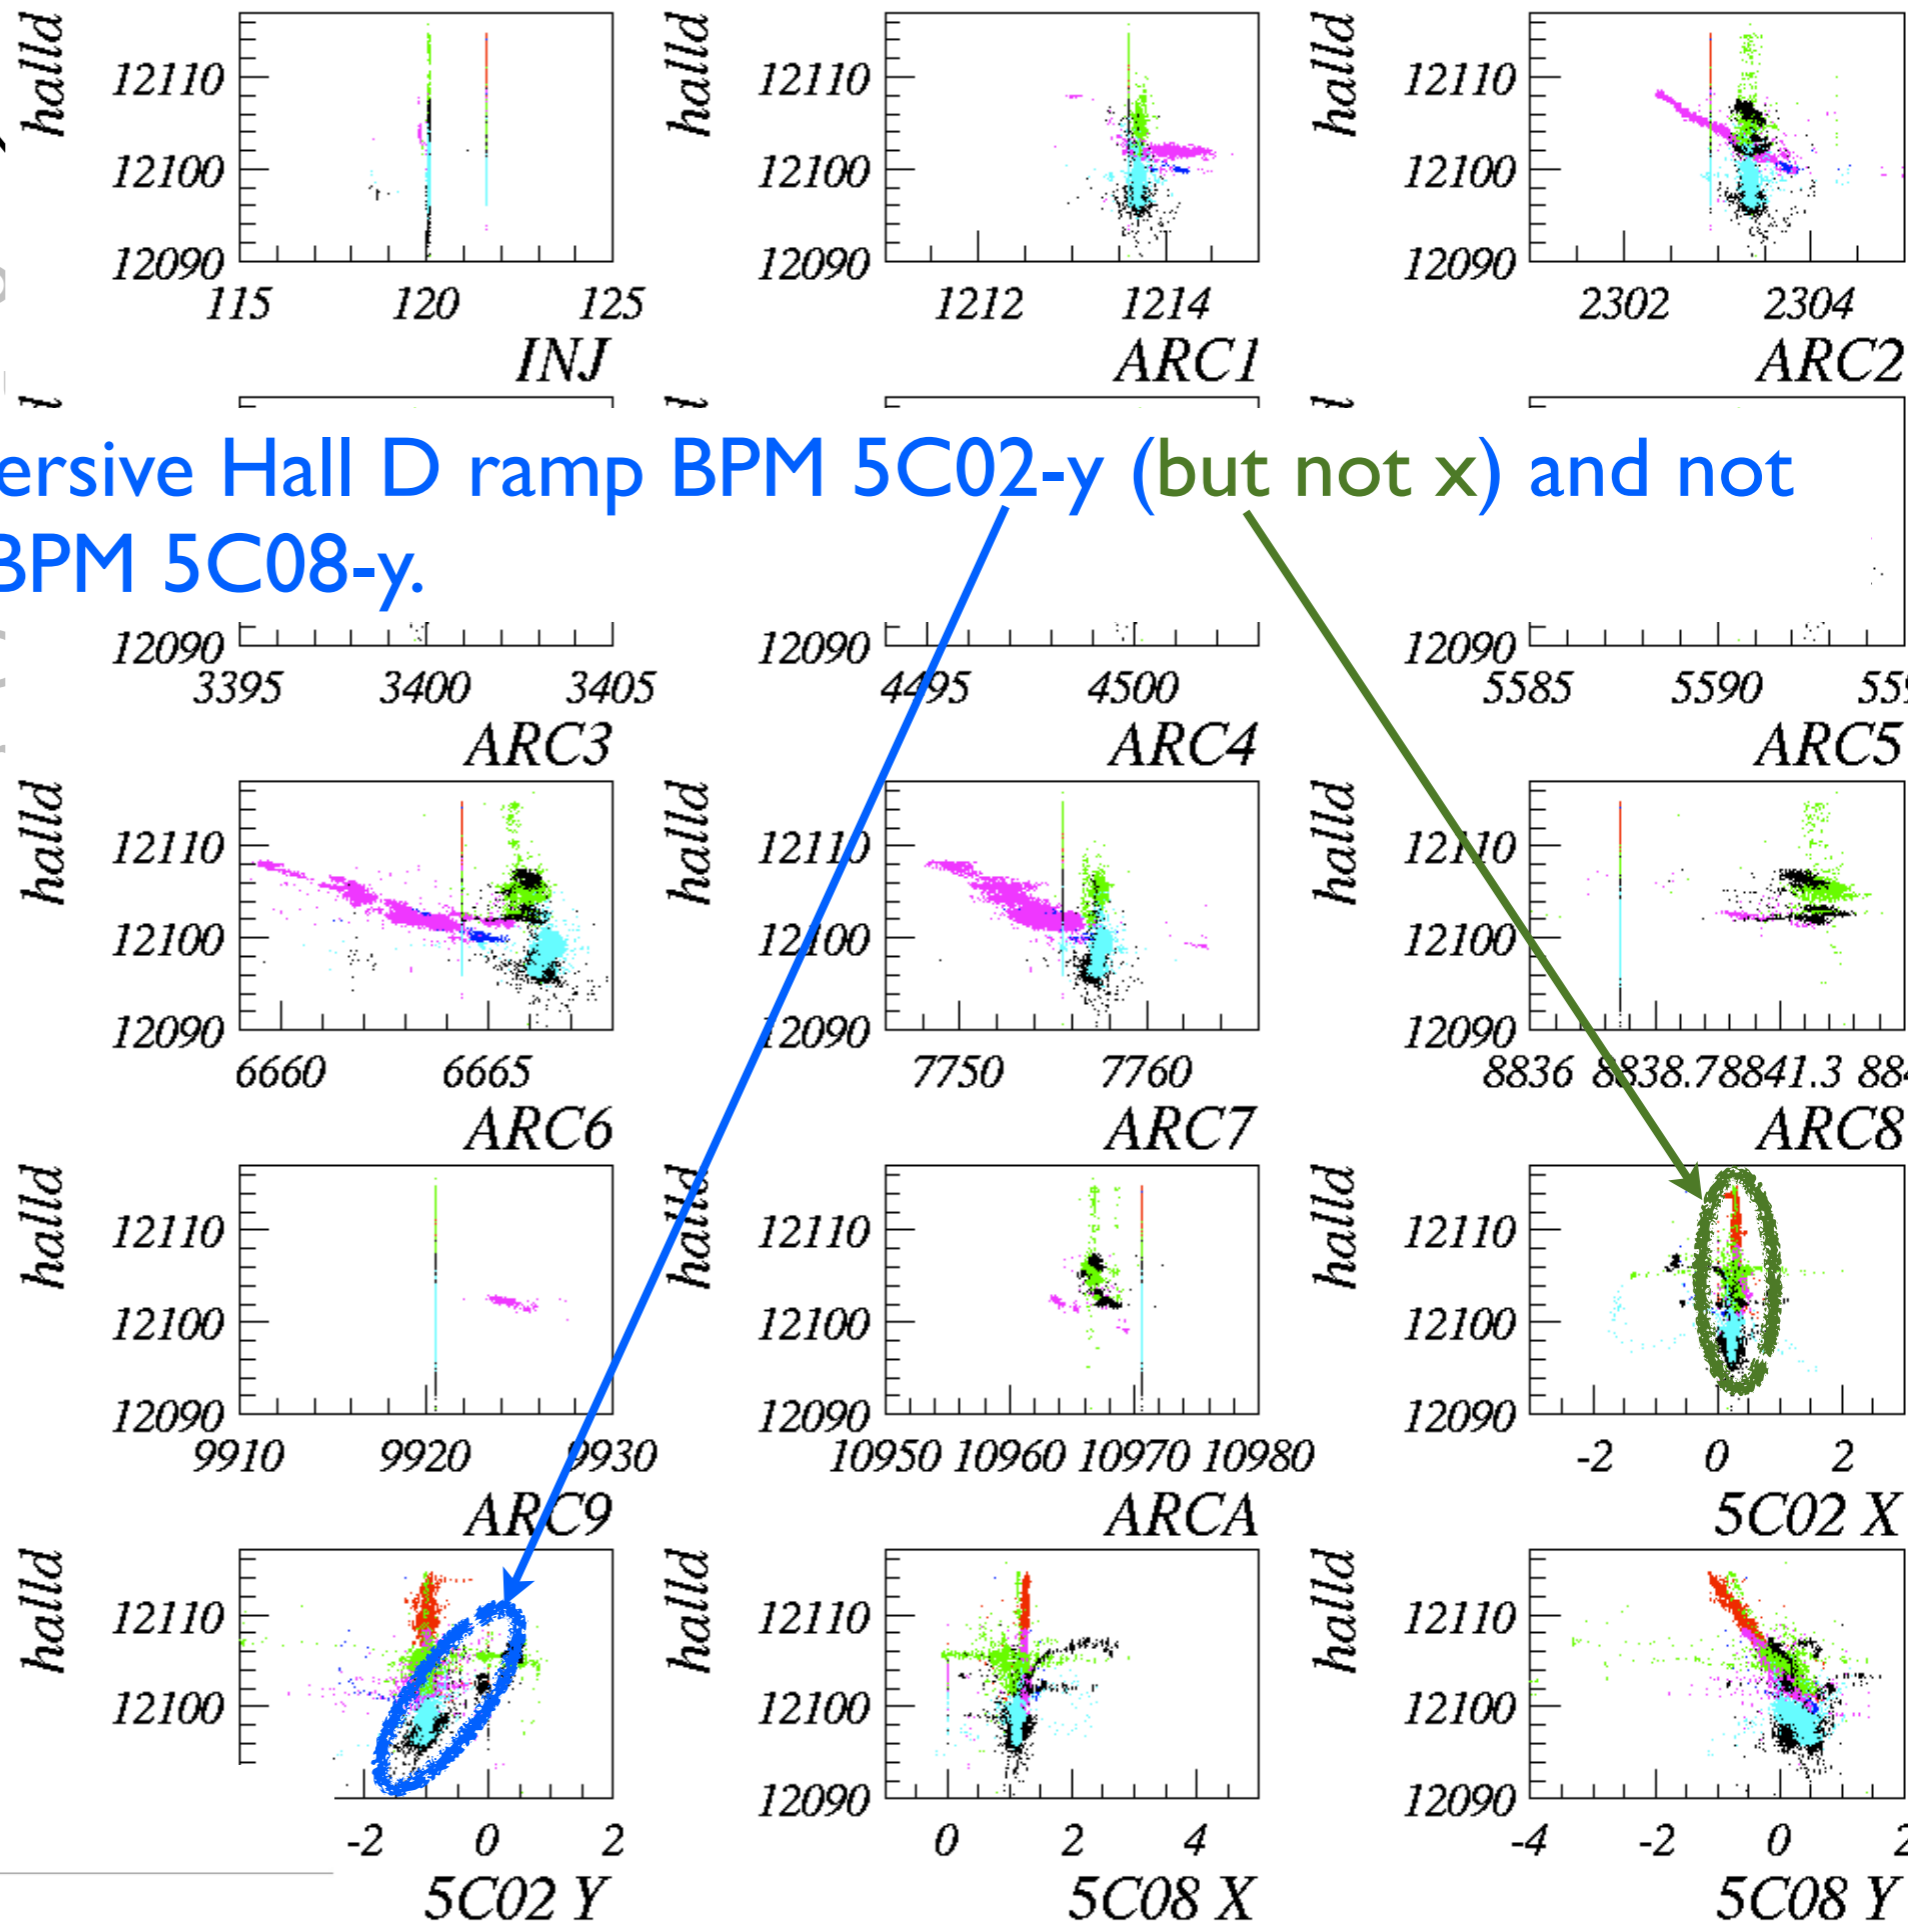 halld halld halld
12110 12110 12110
12100 12100 12100
12090 12090 12090
115 120 125 1212 1214 2302 2304
INJ ARC1 ARC2
ersive Hall D ramp BPM 5C02-y (but not x) and not
BPM 5C08-y.
12090 12090 12090
3395 3400 3405 4495 4500 5585 5590
ARC3 ARC4 ARC5
halld halld halld
12110 12110 12110
12100 12100 12100
12090 12090 12090
6660 6665 7750 7760 8836 8838.78841.3
ARC6 ARC7 ARC8
halld halld halld
12110 12110 12110
12100 12100 12100
12090 12090 12090
9910 9920 9930 10950 10960 10970 10980 -2 0 2
ARC9 ARCA 5C02 X
halld halld halld
12110 12110 12110
12100 12100 12100
12090 12090
-2 0 2 0 2 4 -4 -2 0 2
5C02 Y 5C08 X 5C08 Y